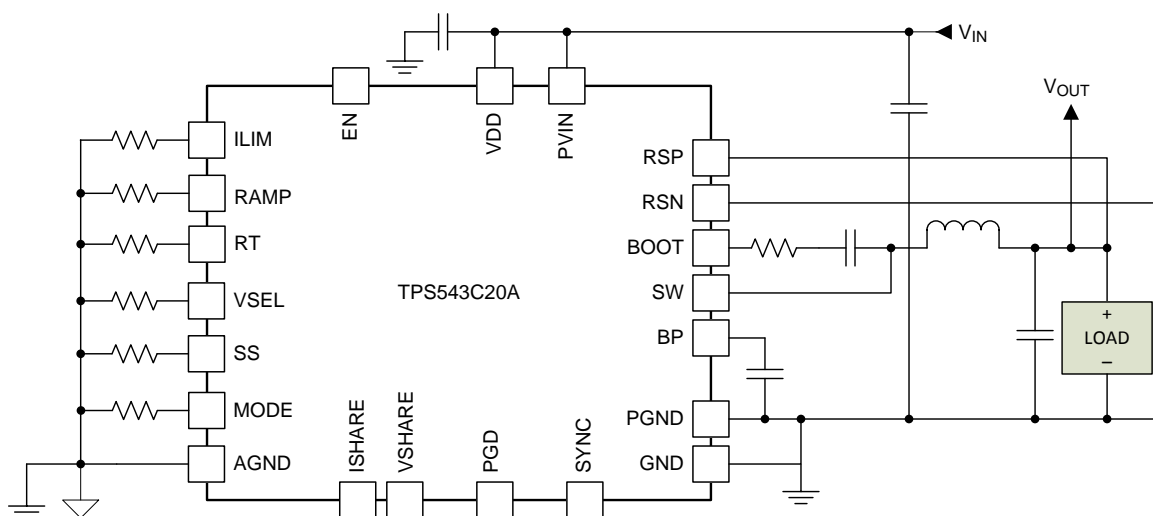 V_IN
V_OUT
EN
VDD
PVIN
ILIM
RAMP
RT
VSEL
SS
MODE
AGND
TPS543C20A
RSP
RSN
BOOT
SW
BP
PGND
GND
+
LOAD
–
ISHARE
VSHARE
PGD
SYNC